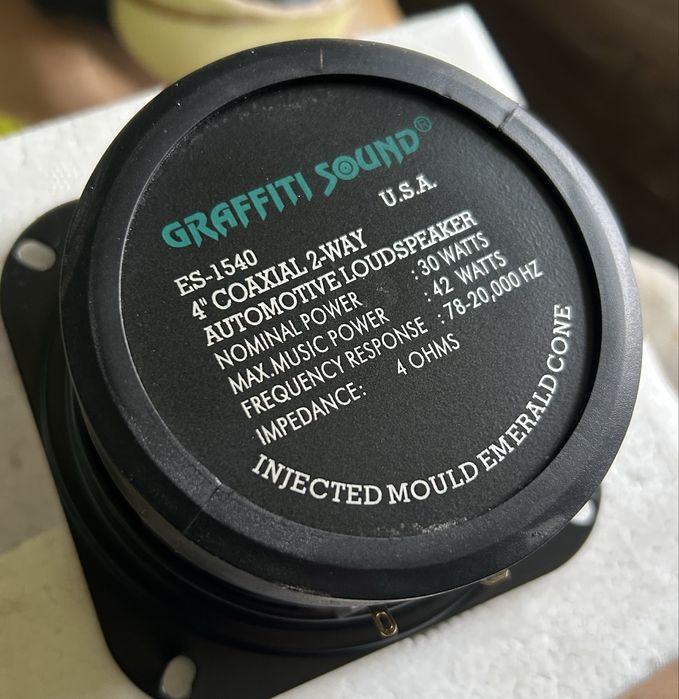 GRAFFITI SOUND®
U.S.A.
ES-1540
4" COAXIAL 2-WAY
AUTOMOTIVE LOUDSPEAKER
NOMINAL POWER : 30 WATTS
MAX.MUSIC POWER : 42 WATTS
FREQUENCY RESPONSE : 78-20,000 HZ
IMPEDANCE: 4 OHMS
INJECTED MOULD EMERALD CONE